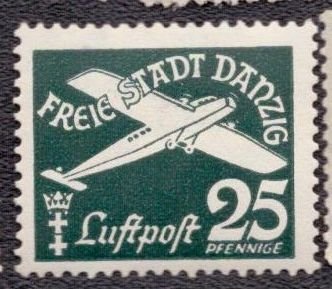 FREIE STADT DANZIG
Luftpost 25
PFENNIGE